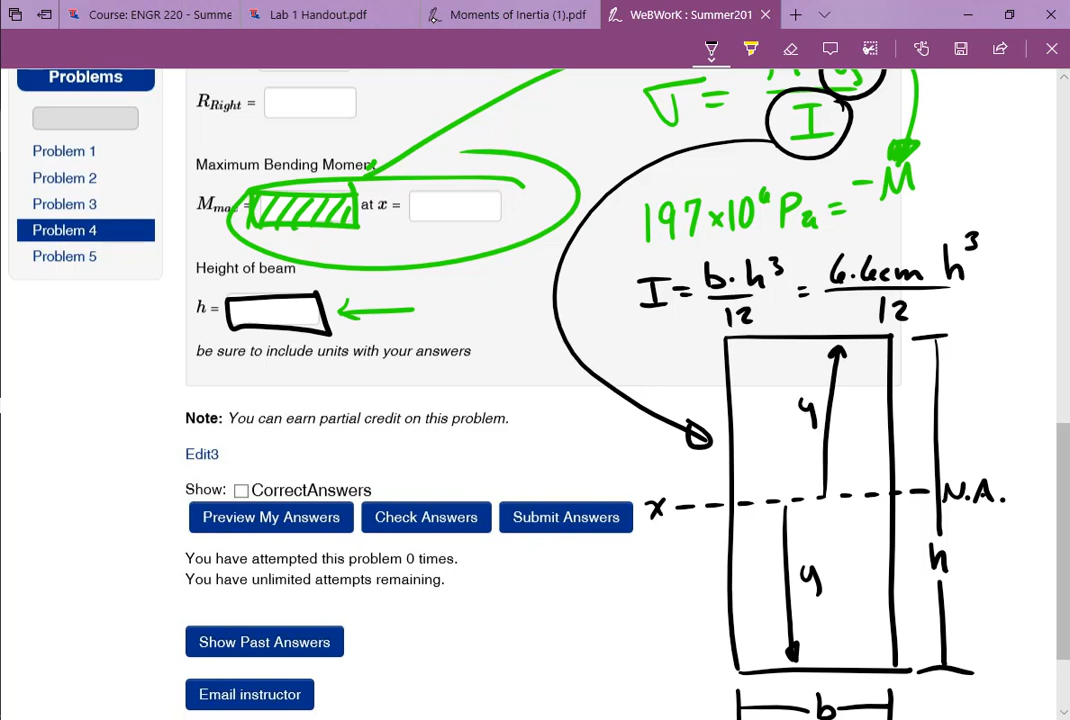 Course: ENGR 220 - Summe
Lab 1 Handout.pdf
Moments of Inertia (1).pdf
WeBWorK : Summer201
Problems
Problem 1
Problem 2
Problem 3
Problem 4
Problem 5
R_Right =
Maximum Bending Moment
M_ma = at x =
Height of beam
h =
be sure to include units with your answers
Note: You can earn partial credit on this problem.
Edit3
Show: CorrectAnswers
Preview My Answers Check Answers Submit Answers
You have attempted this problem 0 times.
You have unlimited attempts remaining.
Show Past Answers
Email instructor
σ =
I
197×10⁶ Pa = -M
I = b·h³/12 = 6.6cm h³/12
y
x
N.A.
h
y
b